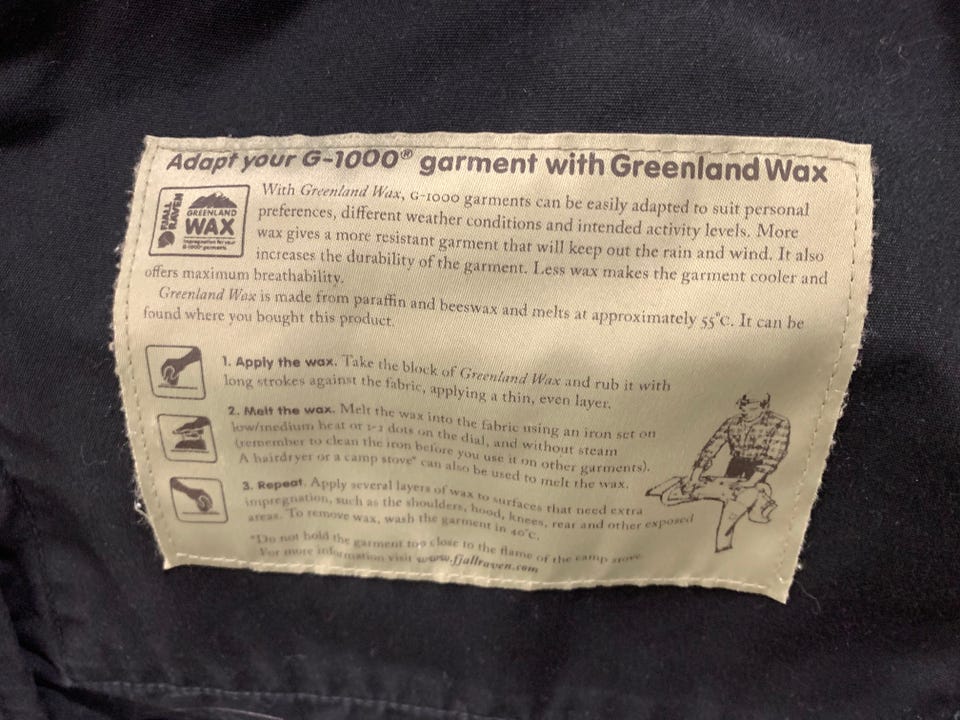 Adapt your G-1000® garment with Greenland Wax
FJALL
RAVEN
GREENLAND
WAX
Impregnation for your
G-1000® garments
With Greenland Wax, G-1000 garments can be easily adapted to suit personal
preferences, different weather conditions and intended activity levels. More
wax gives a more resistant garment that will keep out the rain and wind. It also
increases the durability of the garment. Less wax makes the garment cooler and
offers maximum breathability.
Greenland Wax is made from paraffin and beeswax and melts at approximately 55°C. It can be
found where you bought this product.
1. Apply the wax. Take the block of Greenland Wax and rub it with
long strokes against the fabric, applying a thin, even layer.
2. Melt the wax. Melt the wax into the fabric using an iron set on
low/medium heat or 1-2 dots on the dial, and without steam
(remember to clean the iron before you use it on other garments).
A hairdryer or a camp stove* can also be used to melt the wax.
3. Repeat. Apply several layers of wax to surfaces that need extra
impregnation, such as the shoulders, hood, knees, rear and other exposed
areas. To remove wax, wash the garment in 40°C.
*Do not hold the garment too close to the flame of the camp stove
For more information visit www.fjallraven.com